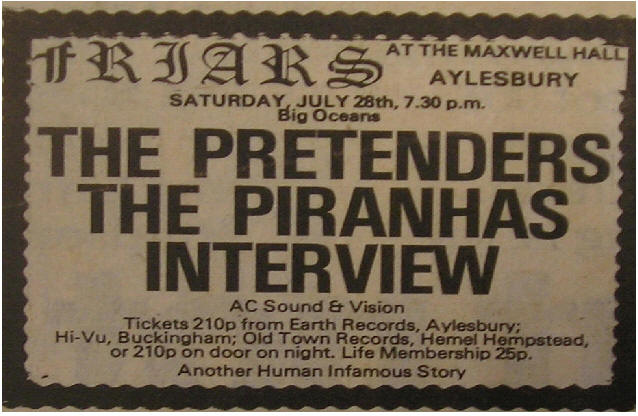 FRIARS AT THE MAXWELL HALL
AYLESBURY
SATURDAY, JULY 28th, 7.30 p.m.
Big Oceans
THE PRETENDERS
THE PIRANHAS
INTERVIEW
AC Sound & Vision
Tickets 210p from Earth Records, Aylesbury;
Hi-Vu, Buckingham; Old Town Records, Hemel Hempstead,
or 210p on door on night. Life Membership 25p.
Another Human Infamous Story